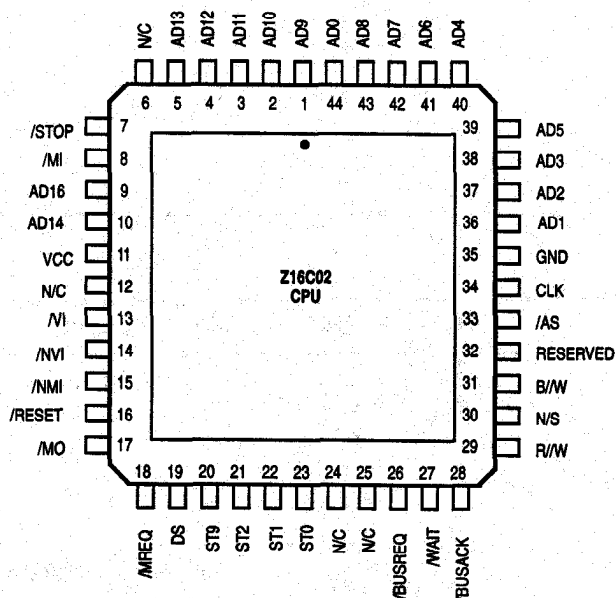 N/C AD13 AD12 AD11 AD10 AD9 AD0 AD8 AD7 AD6 AD4
6 5 4 3 2 1 44 43 42 41 40
/STOP 7 39 AD5
/MI 8 38 AD3
AD16 9 37 AD2
AD14 10 36 AD1
VCC 11 35 GND
N/C 12 34 CLK
/VI 13 33 /AS
/NVI 14 32 RESERVED
/NMI 15 31 B//W
/RESET 16 30 N/S
/MO 17 29 R//W
Z16C02
CPU
18 19 20 21 22 23 24 25 26 27 28
/MREQ DS ST9 ST2 ST1 ST0 N/C N/C /BUSREQ /WAIT /BUSACK